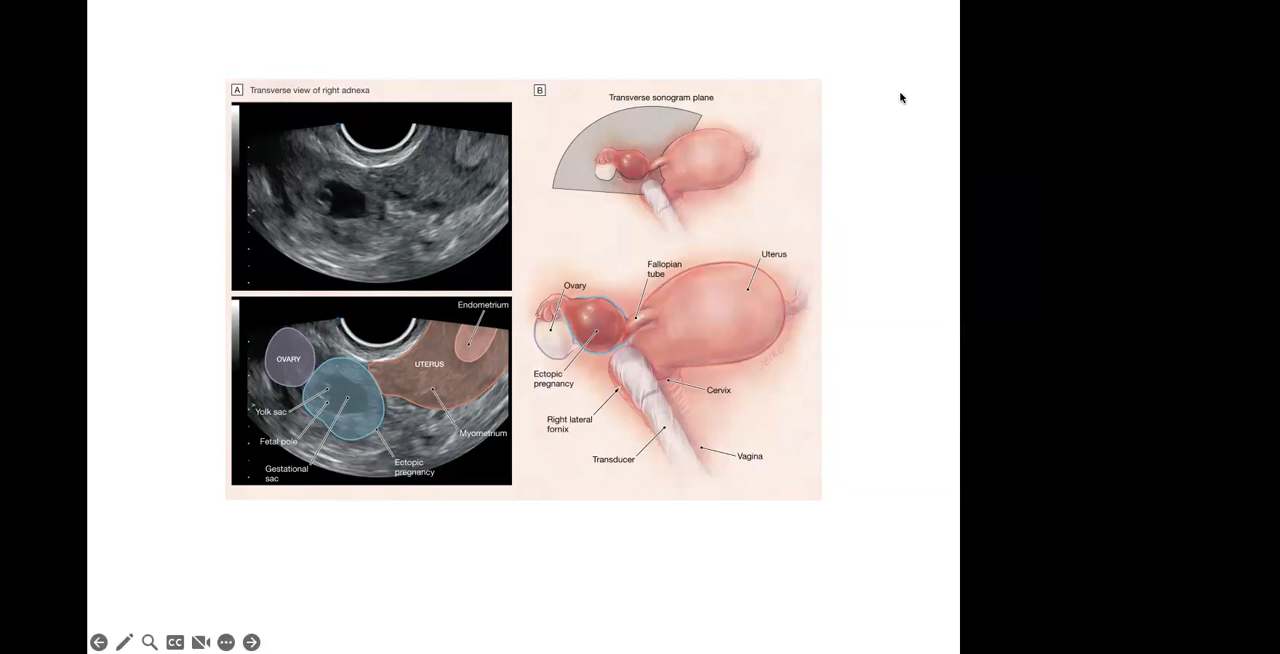 A Transverse view of right adnexa
OVARY
UTERUS
Endometrium
Yolk sac
Fetal pole
Gestational
sac
Ectopic
pregnancy
Myometrium
B
Transverse sonogram plane
Uterus
Fallopian
tube
Ovary
Ectopic
pregnancy
Right lateral
fornix
Transducer
Cervix
Vagina
CC